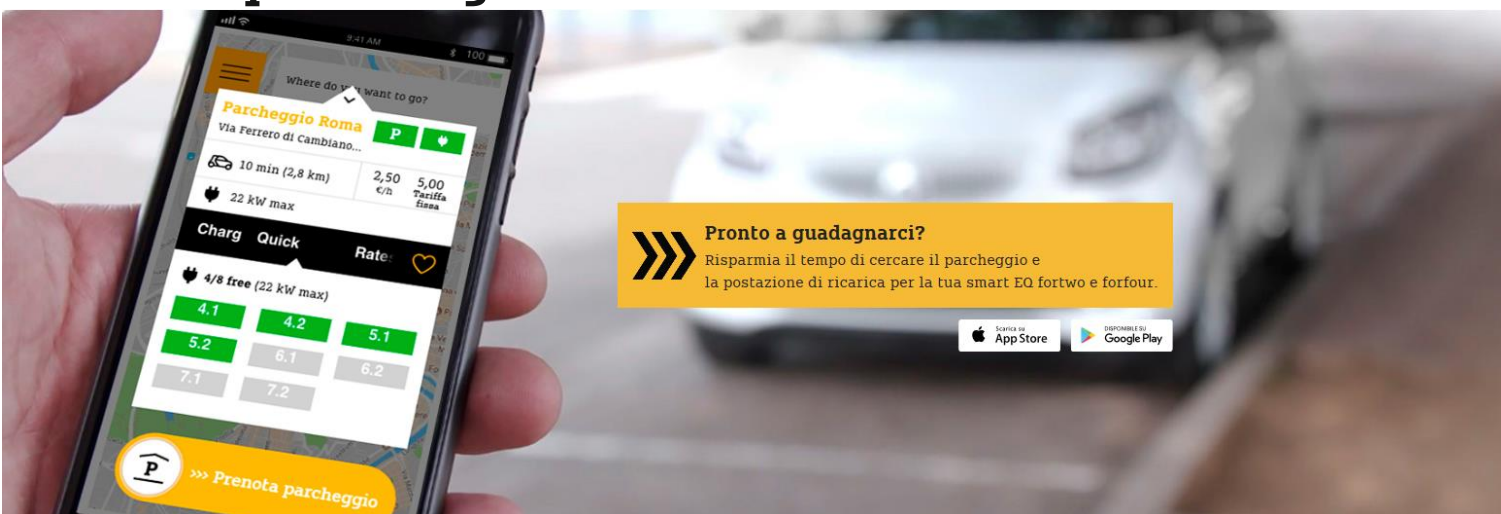 9:41 AM
100
Where do you want to go?
Parcheggio Roma
P
Via Ferrero di Cambiano...
10 min (2,8 km)
2,50
€/h
5,00
Tariffa
fissa
22 kW max
Charg Quick Rate
4/8 free (22 kW max)
4.1 4.2 5.1
5.2 6.1 6.2
7.1 7.2
P
>>> Prenota parcheggio
Pronto a guadagnarci?
Risparmia il tempo di cercare il parcheggio e
la postazione di ricarica per la tua smart EQ fortwo e forfour.
Scarica su
App Store
DISPONIBILE SU
Google Play